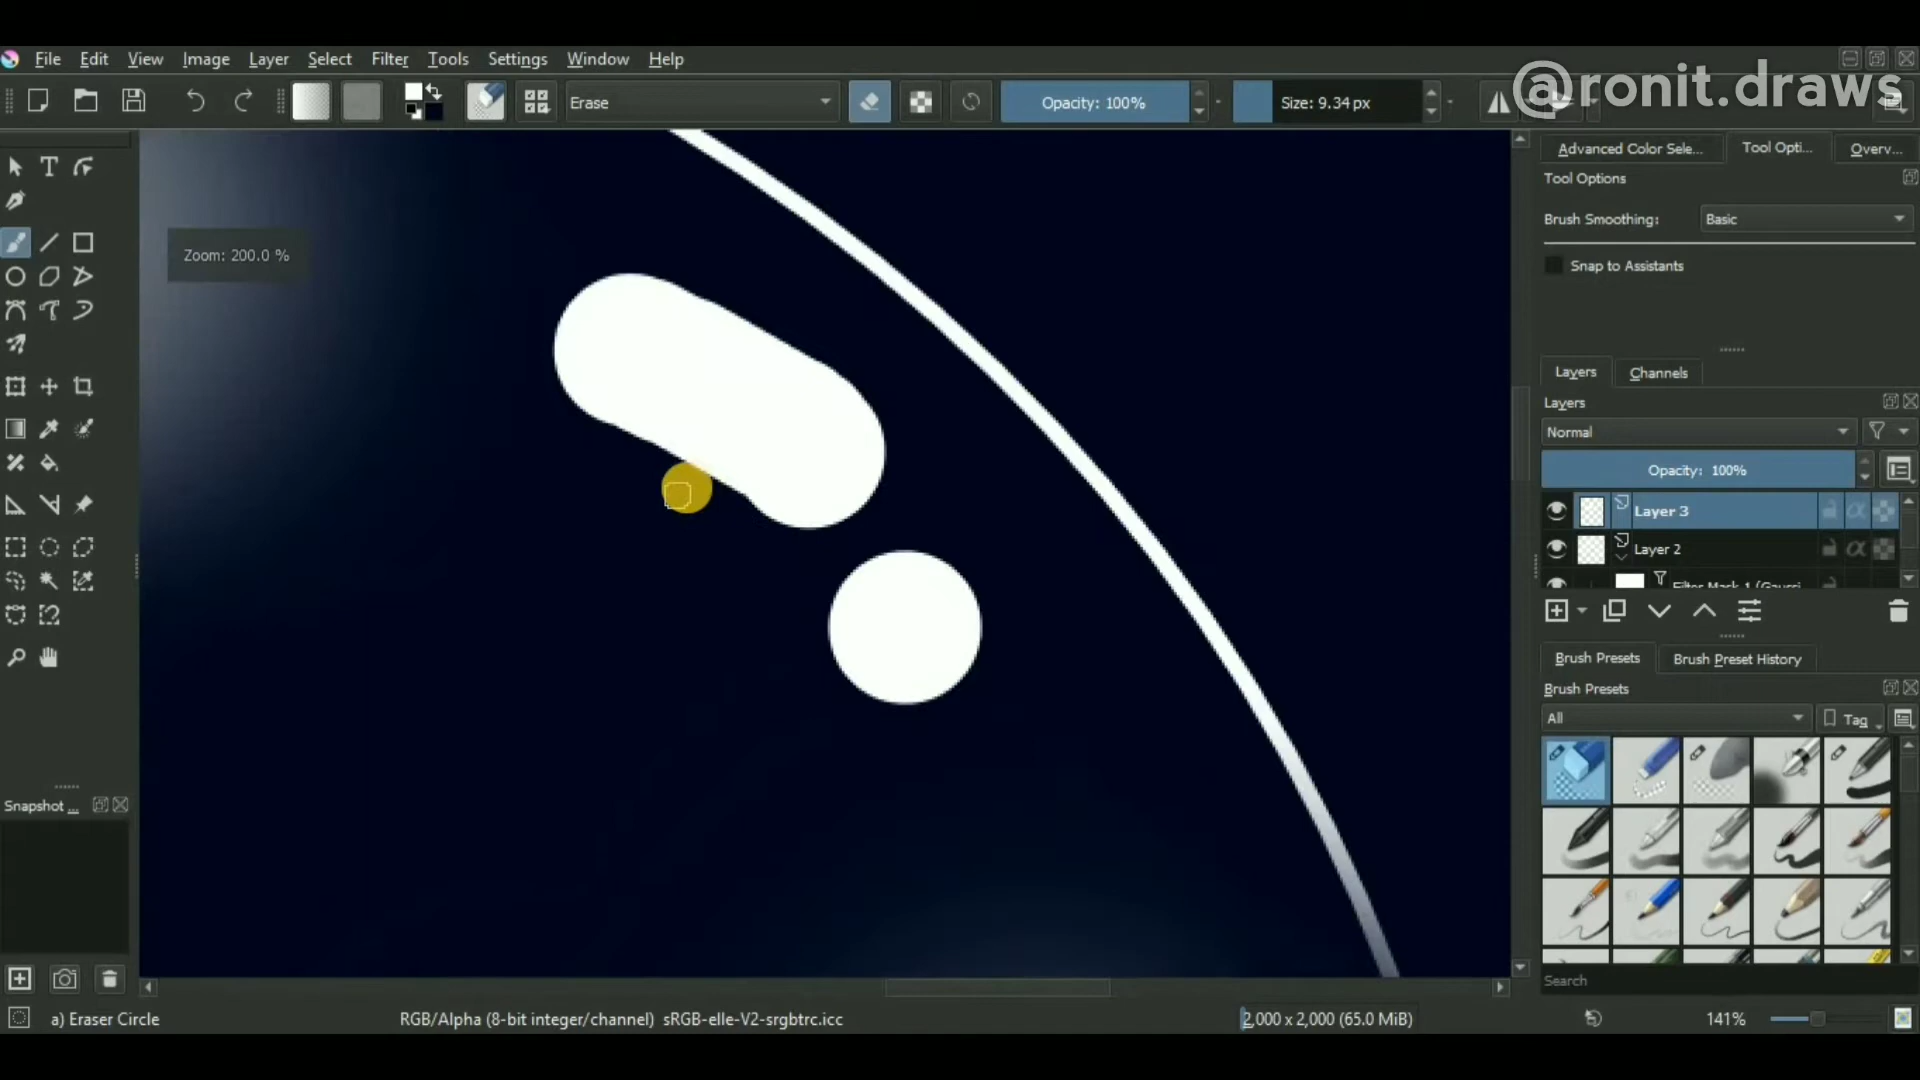 File Edit View Image Layer Select Filter Tools Settings Window Help
@ronit.draws
Erase
Opacity: 100%
Size: 9.34 px
Advanced Color Sele...
Tool Opti...
Overv...
Tool Options
Brush Smoothing:
Basic
Snap to Assistants
Zoom: 200.0 %
Layers
Channels
Layers
Normal
Opacity: 100%
Layer 3
Layer 2
Filter Mask 1 (Gaussi
Brush Presets
Brush Preset History
Brush Presets
All
Tag
Snapshot ...
Search
a) Eraser Circle
RGB/Alpha (8-bit integer/channel) sRGB-elle-V2-srgbtrc.icc
2,000 x 2,000 (65.0 MiB)
141%